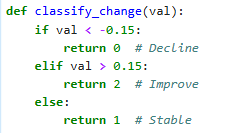 def classify_change(val):
    if val < -0.15:
        return 0  # Decline
    elif val > 0.15:
        return 2  # Improve
    else:
        return 1  # Stable